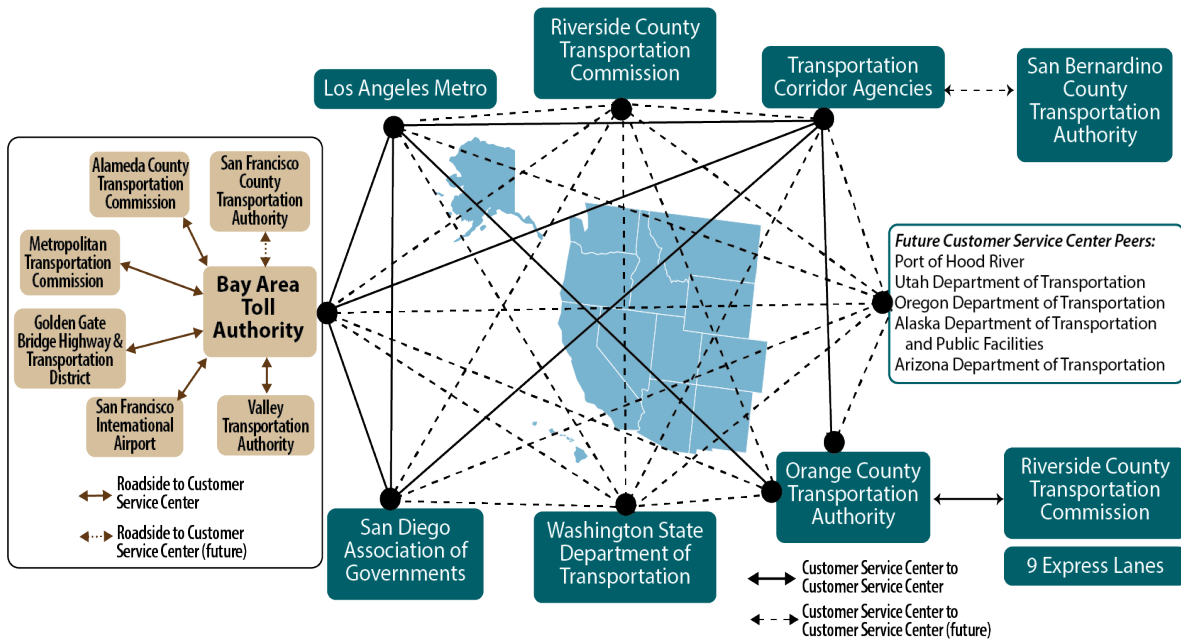 Riverside County
Transportation
Commission
Los Angeles Metro
Transportation
Corridor Agencies
San Bernardino
County
Transportation
Authority
Alameda County
Transportation
Commission
San Francisco
County
Transportation
Authority
Metropolitan
Transportation
Commission
Bay Area
Toll
Authority
Golden Gate
Bridge Highway &
Transportation
District
San Francisco
International
Airport
Valley
Transportation
Authority
Roadside to Customer
Service Center
Roadside to Customer
Service Center (future)
Future Customer Service Center Peers:
Port of Hood River
Utah Department of Transportation
Oregon Department of Transportation
Alaska Department of Transportation
and Public Facilities
Arizona Department of Transportation
San Diego
Association of
Governments
Washington State
Department of
Transportation
Orange County
Transportation
Authority
Riverside County
Transportation
Commission
9 Express Lanes
Customer Service Center to
Customer Service Center
Customer Service Center to
Customer Service Center (future)